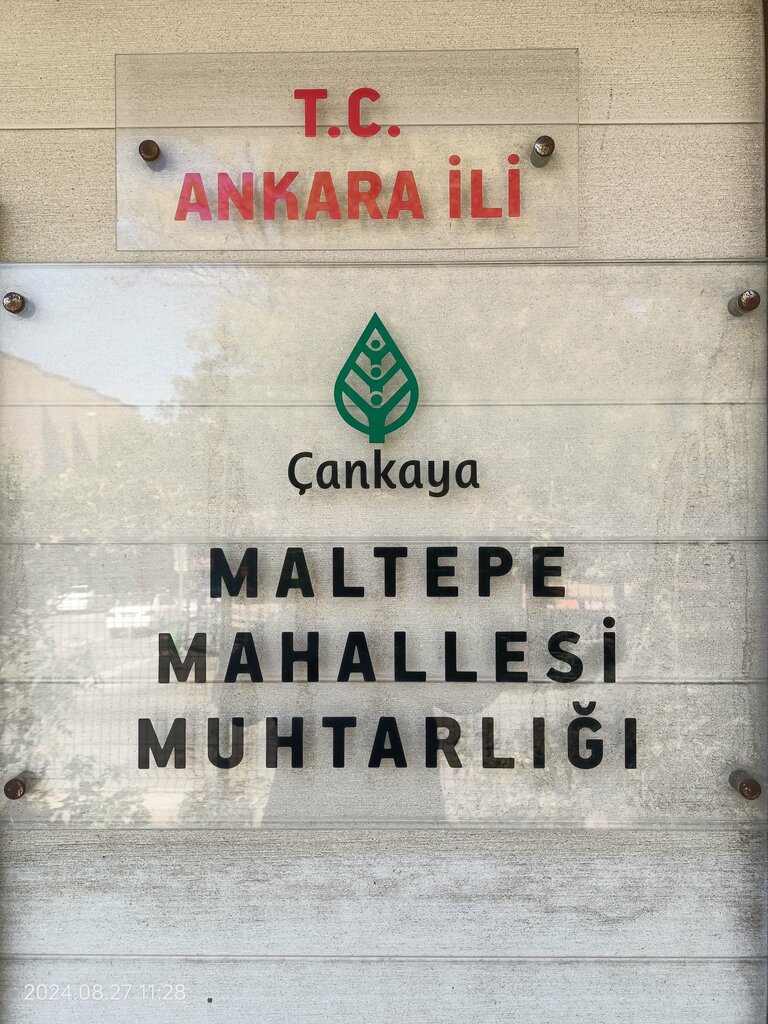 T.C.
ANKARA İLİ
Çankaya
MALTEPE
MAHALLESİ
MUHTARLIĞI
2024.08.27 11:28